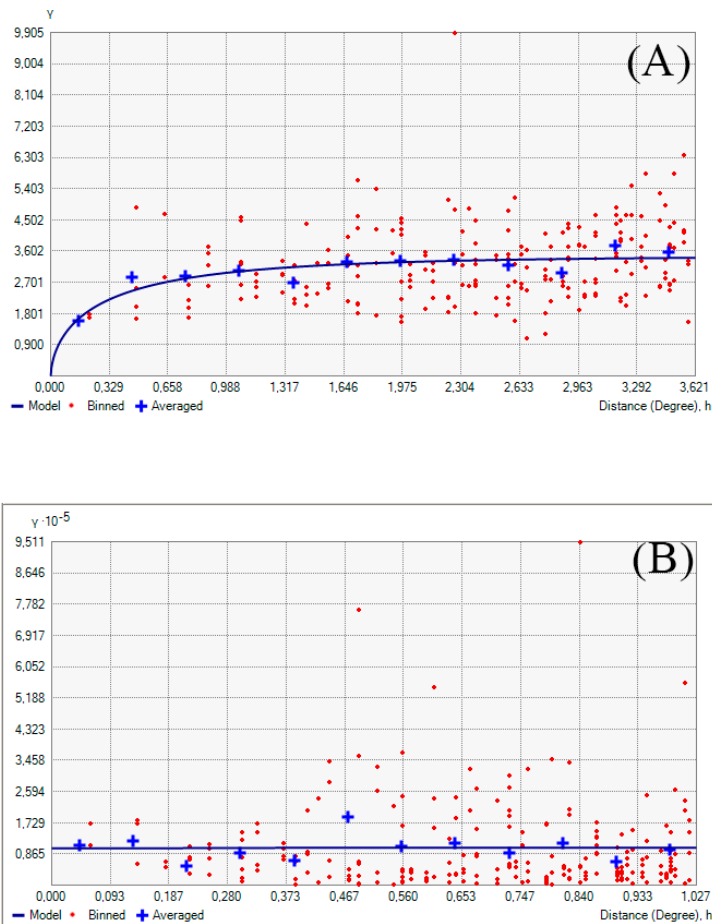 γ
9,905
(A)
9,004
8,104
7,203
6,303
5,403
4,502
3,602
2,701
1,801
0,900
0,000 0,329 0,658 0,988 1,317 1,646 1,975 2,304 2,633 2,963 3,292 3,621
Model Binned Averaged Distance (Degree), h
γ·10-5
9,511
(B)
8,646
7,782
6,917
6,052
5,188
4,323
3,458
2,594
1,729
0,865
0,000 0,093 0,187 0,280 0,373 0,467 0,560 0,653 0,747 0,840 0,933 1,027
Model Binned Averaged Distance (Degree), h